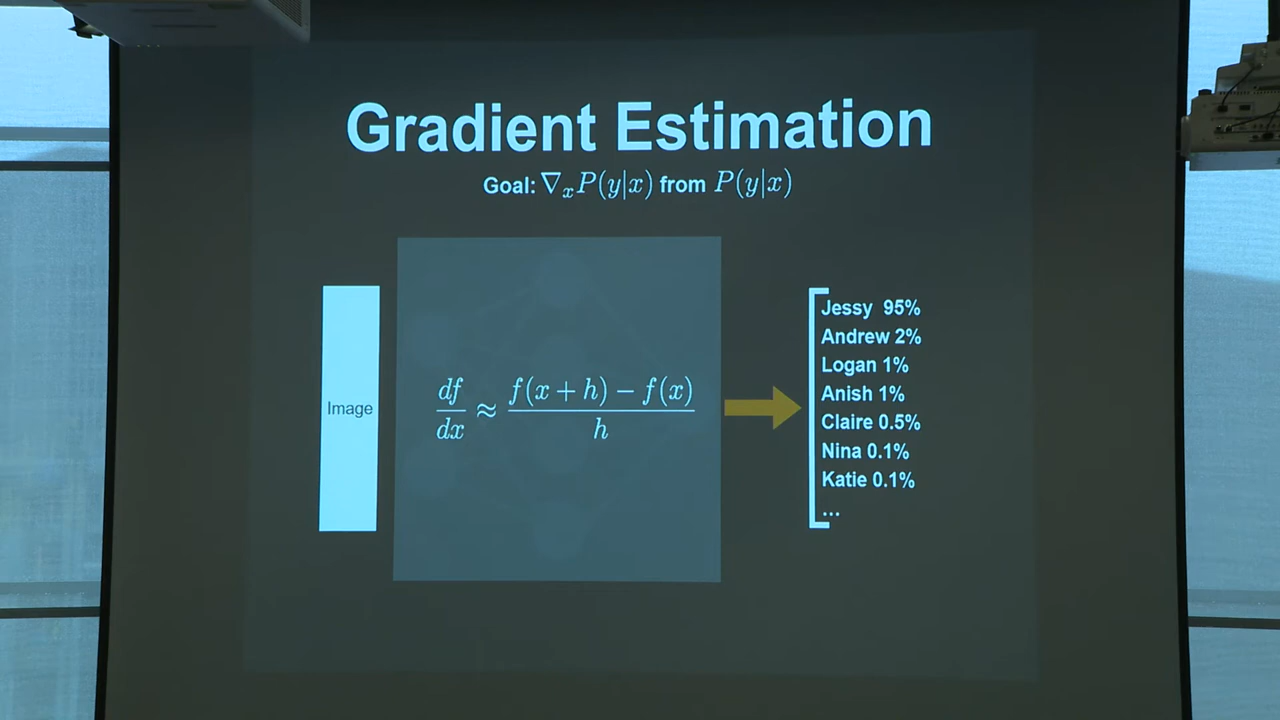 Gradient Estimation
Goal: ∇ₓP(y|x) from P(y|x)
Image
df/dx ≈ (f(x + h) − f(x))/h
Jessy 95%
Andrew 2%
Logan 1%
Anish 1%
Claire 0.5%
Nina 0.1%
Katie 0.1%
...